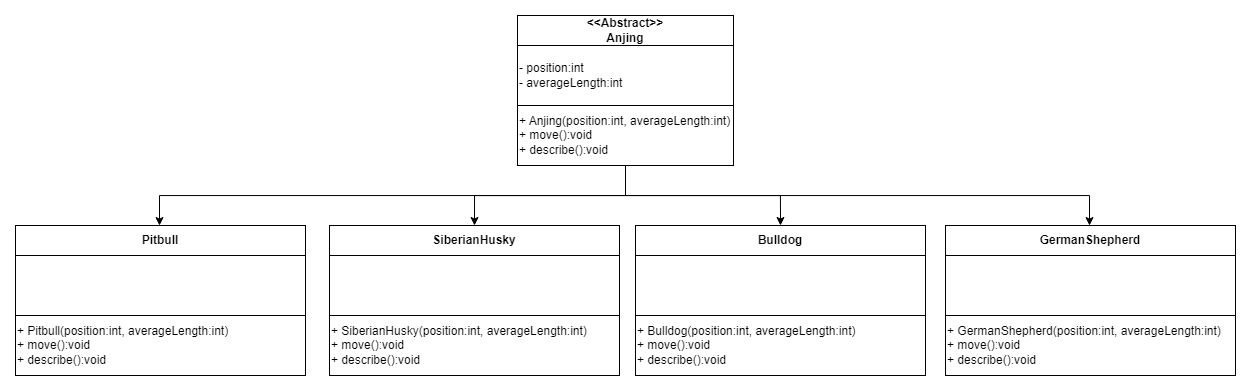 <<Abstract>>
Anjing
- position:int
- averageLength:int
+ Anjing(position:int, averageLength:int)
+ move():void
+ describe():void
Pitbull
+ Pitbull(position:int, averageLength:int)
+ move():void
+ describe():void
SiberianHusky
+ SiberianHusky(position:int, averageLength:int)
+ move():void
+ describe():void
Bulldog
+ Bulldog(position:int, averageLength:int)
+ move():void
+ describe():void
GermanShepherd
+ GermanShepherd(position:int, averageLength:int)
+ move():void
+ describe():void